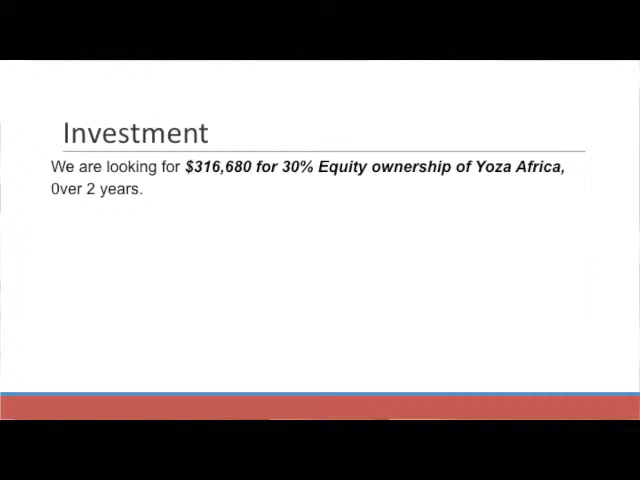 Investment
We are looking for $316,680 for 30% Equity ownership of Yoza Africa,
0ver 2 years.